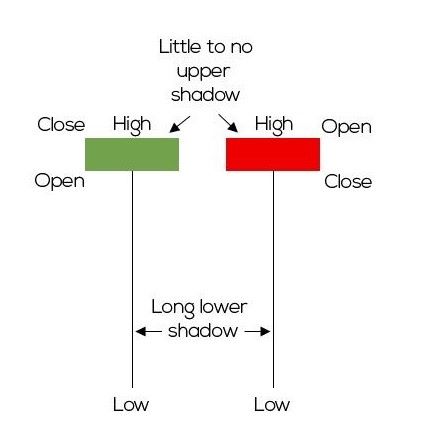 Little to no
upper
shadow
Close High High Open
Open Close
Long lower
shadow
Low Low